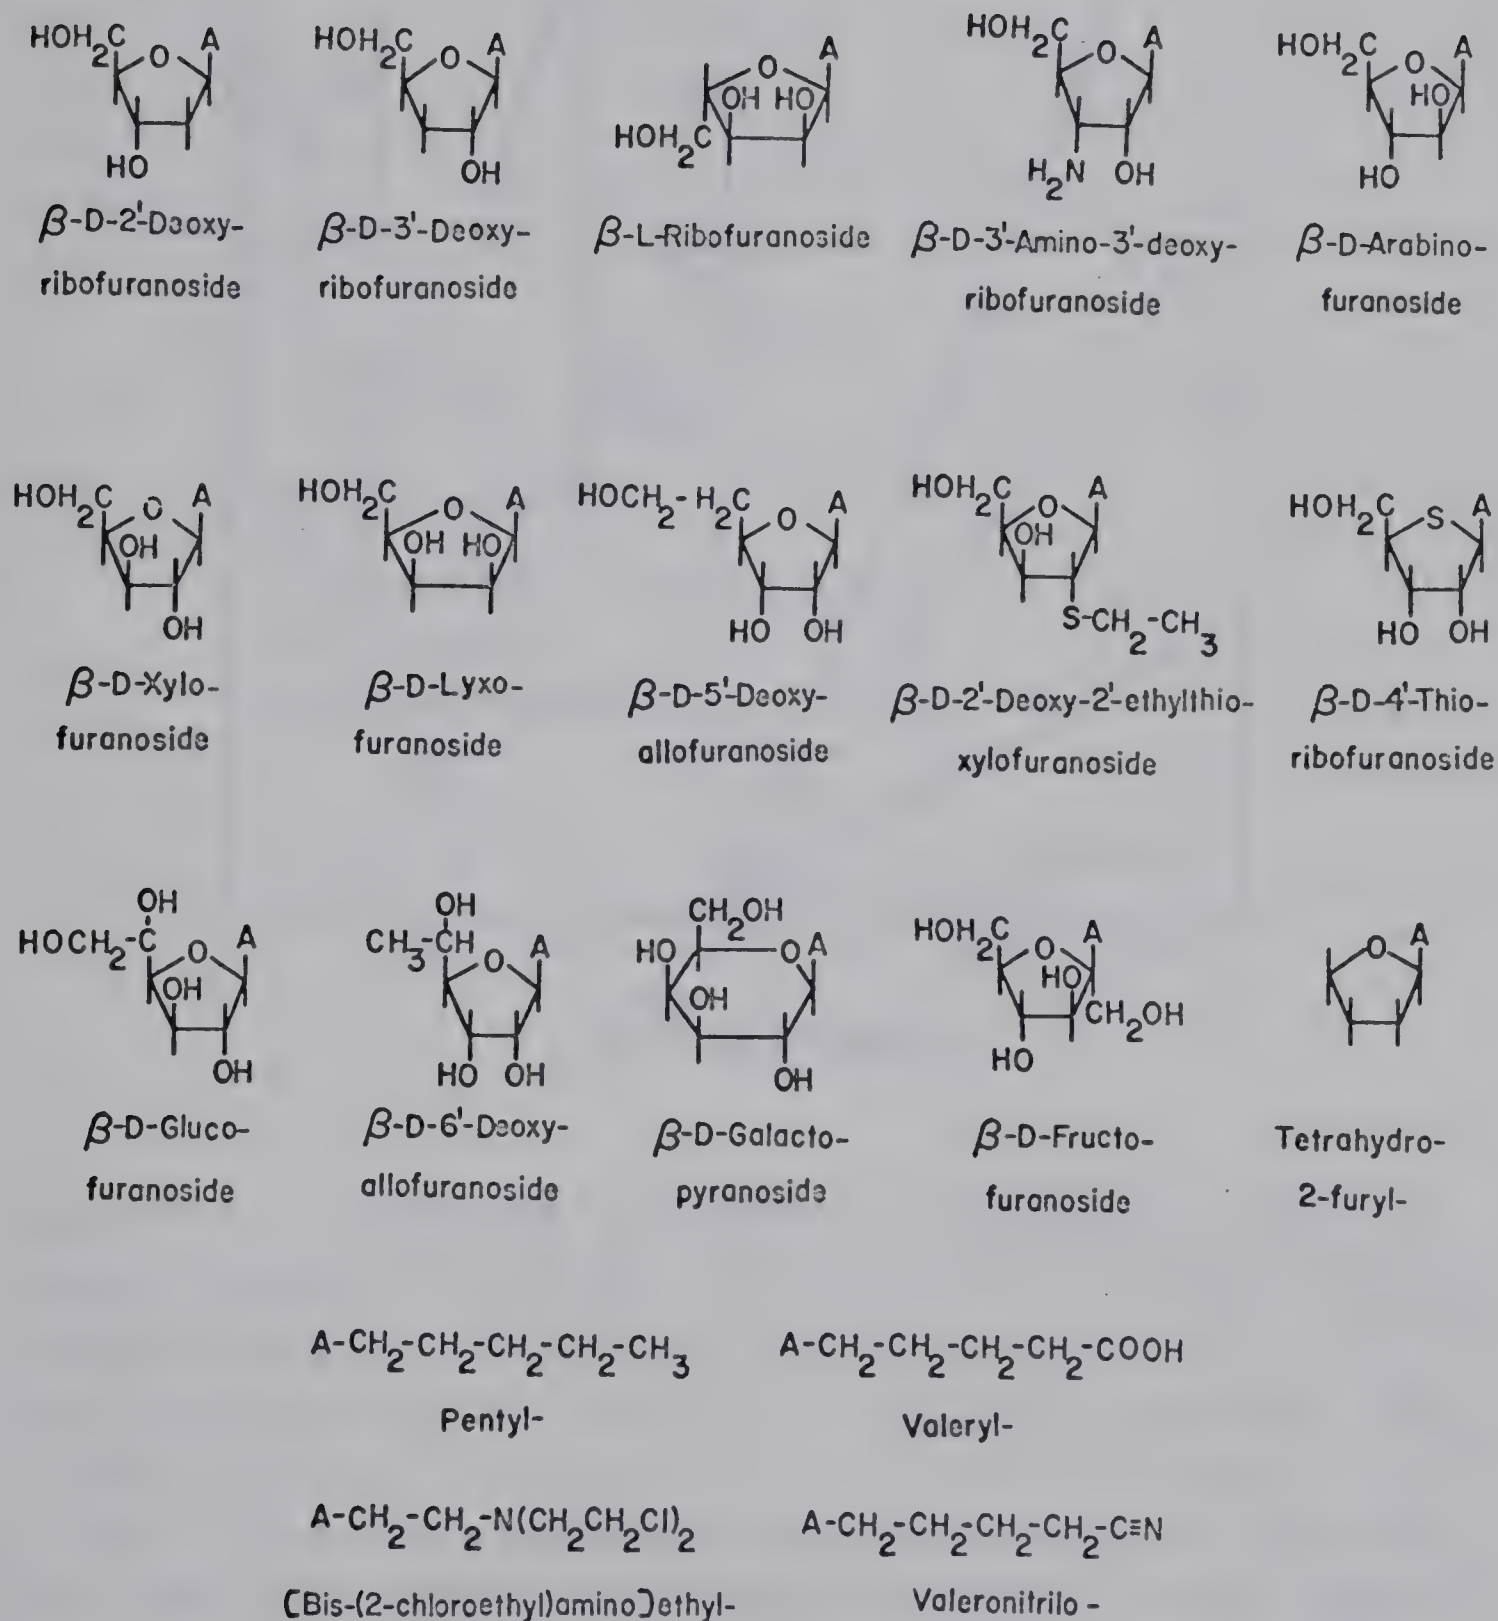 HOH₂C O A
HO
β-D-2'-Deoxy-
ribofuranoside
HOH₂C O A
OH
β-D-3'-Deoxy-
ribofuranoside
O A
OH HO
HOH₂C
β-L-Ribofuranoside
HOH₂C O A
H₂N OH
β-D-3'-Amino-3'-deoxy-
ribofuranoside
HOH₂C O A
HO
HO
β-D-Arabino-
furanoside
HOH₂C O A
OH
OH
β-D-Xylo-
furanoside
HOH₂C O A
OH HO
β-D-Lyxo-
furanoside
HOCH₂-H₂C O A
HO OH
β-D-5'-Deoxy-
allofuranoside
HOH₂C O A
OH
S-CH₂-CH₃
β-D-2'-Deoxy-2'-ethylthio-
xylofuranoside
HOH₂C S A
HO OH
β-D-4'-Thio-
ribofuranoside
OH
HOCH₂-C O A
OH
OH
β-D-Gluco-
furanoside
OH
CH₃-CH O A
HO OH
β-D-6'-Deoxy-
allofuranoside
CH₂OH
HO O A
OH
OH
β-D-Galacto-
pyranoside
HOH₂C O A
HO
CH₂OH
HO
β-D-Fructo-
furanoside
O A
Tetrahydro-
2-furyl-
A-CH₂-CH₂-CH₂-CH₂-CH₃
Pentyl-
A-CH₂-CH₂-CH₂-CH₂-COOH
Valeryl-
A-CH₂-CH₂-N(CH₂CH₂Cl)₂
[Bis-(2-chloroethyl)amino]ethyl-
A-CH₂-CH₂-CH₂-CH₂-C≡N
Valeronitrilo-